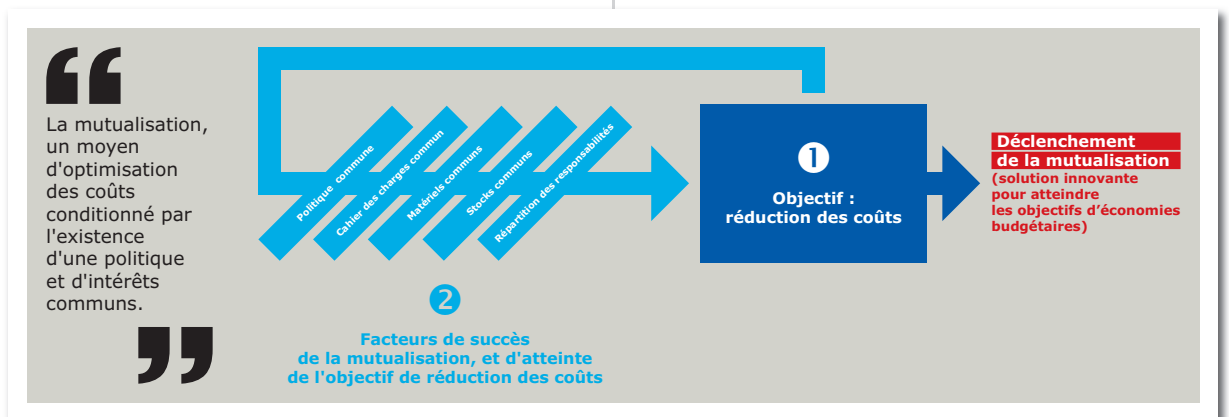 “
La mutualisation,
un moyen
d'optimisation
des coûts
conditionné par
l'existence
d'une politique
et d'intérêts
communs.
”
Politique commune
Cahier des charges commun
Matériels communs
Stocks communs
Répartition des responsabilités
2
Facteurs de succès
de la mutualisation, et d'atteinte
de l'objectif de réduction des coûts
1
Objectif :
réduction des coûts
Déclenchement
de la mutualisation
(solution innovante
pour atteindre
les objectifs d’économies
budgétaires)